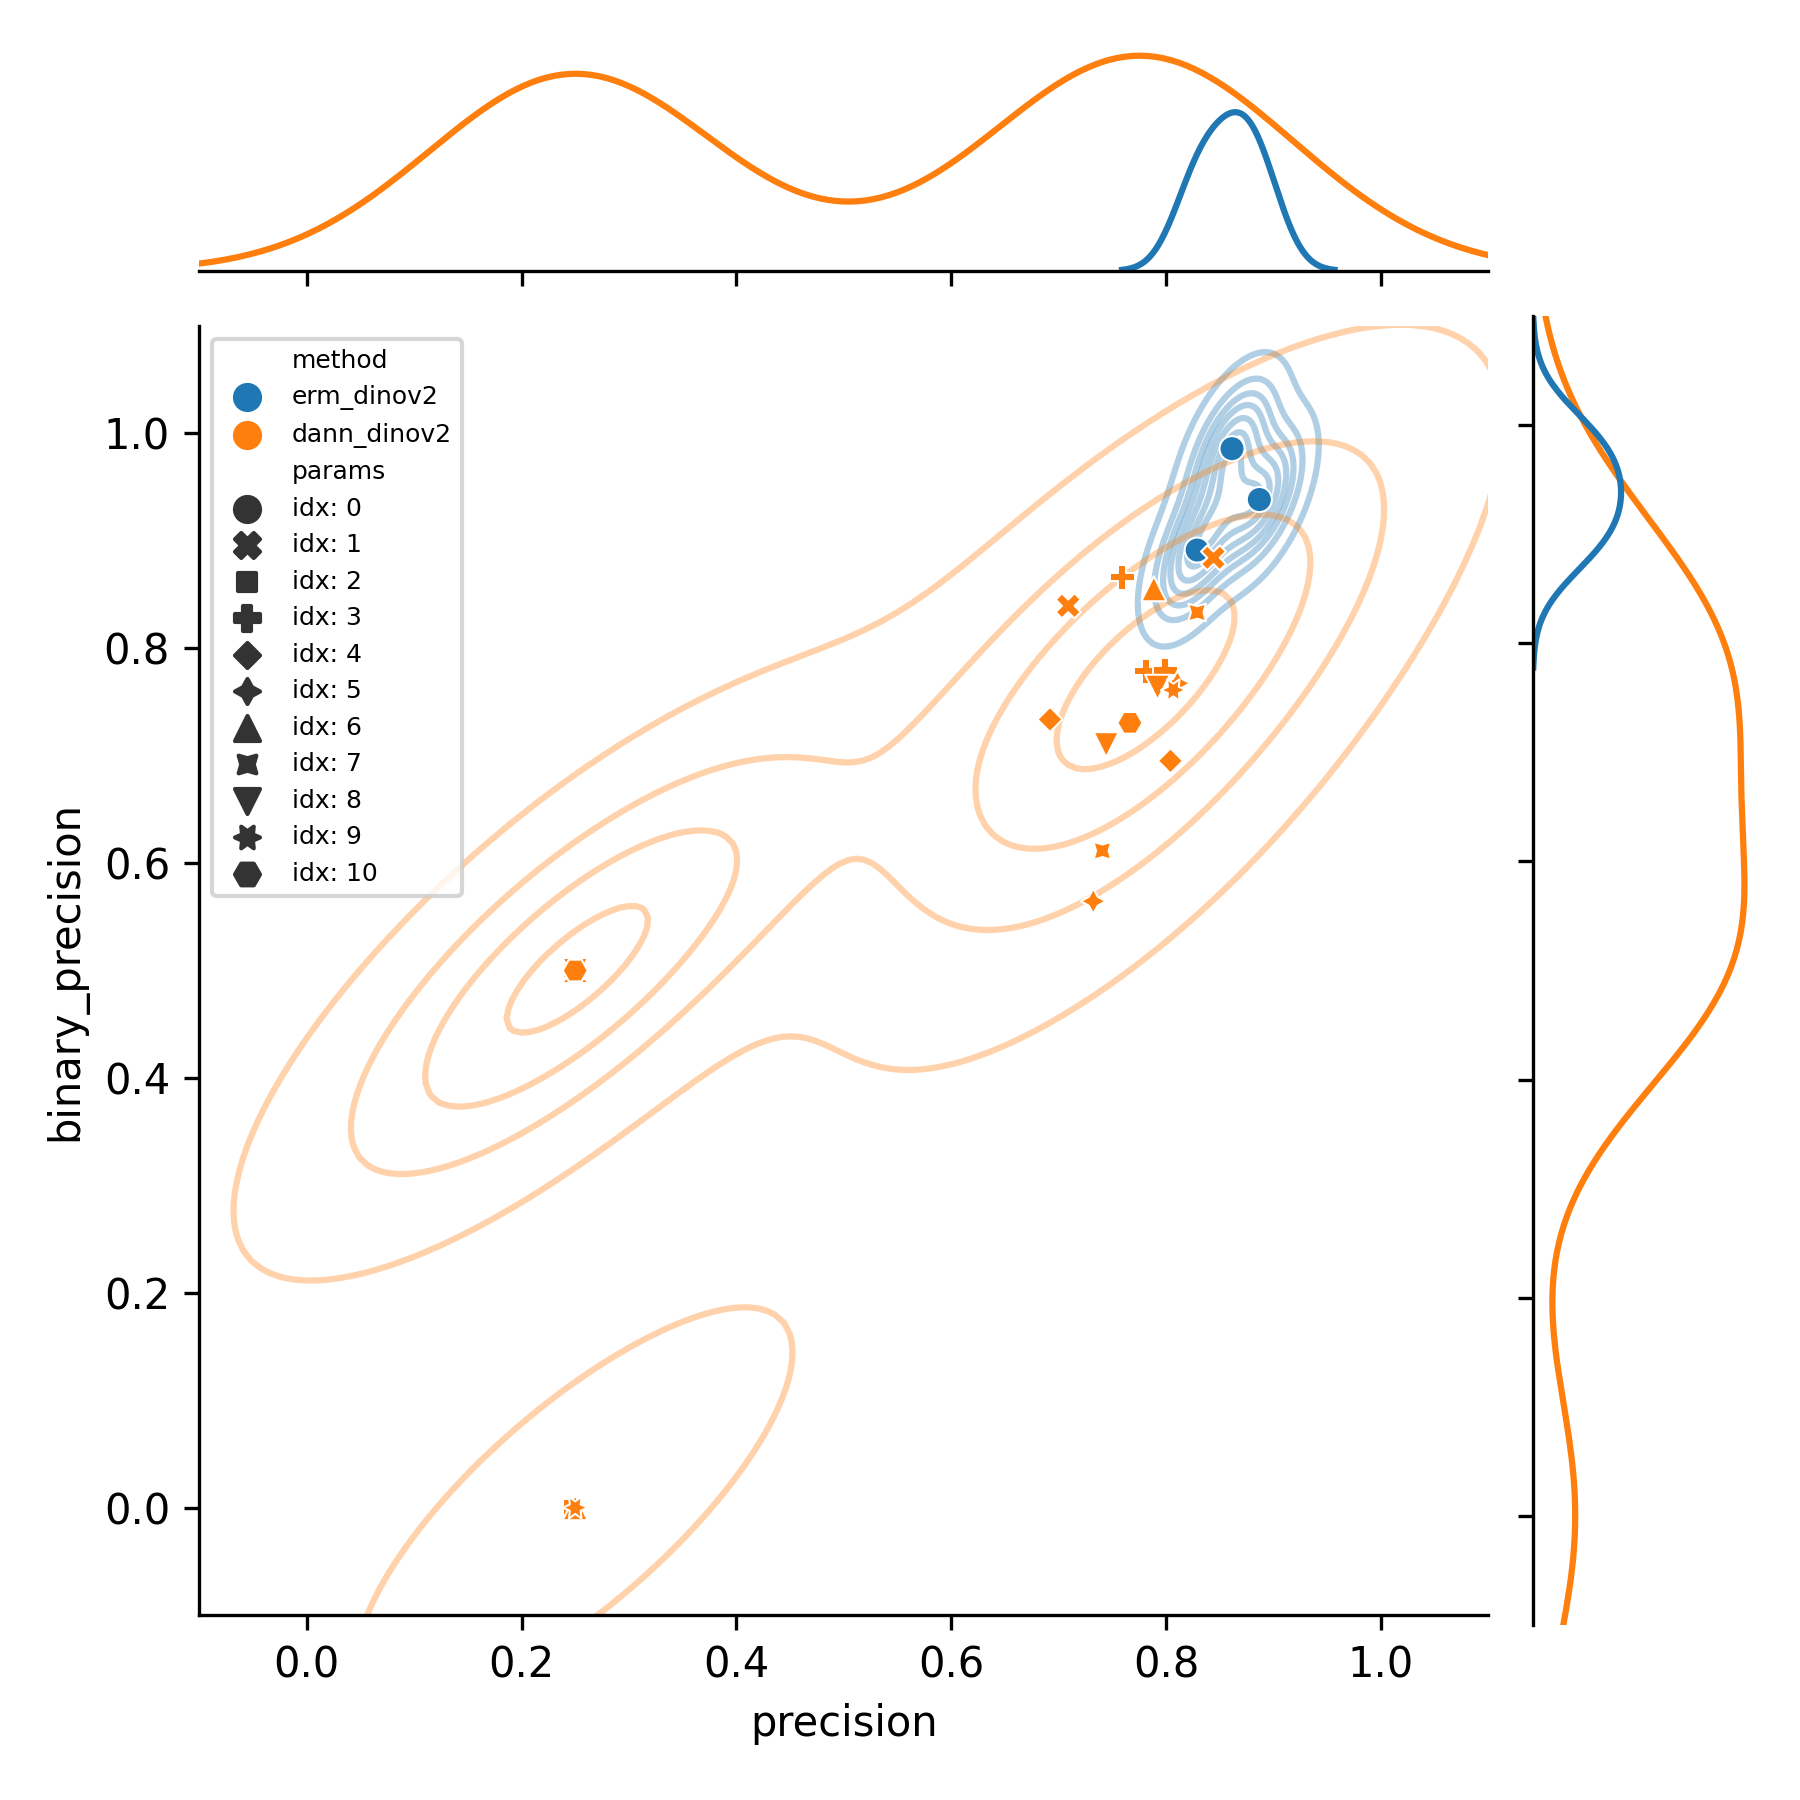 method
erm_dinov2
dann_dinov2
params
idx: 0
idx: 1
idx: 2
idx: 3
idx: 4
idx: 5
idx: 6
idx: 7
idx: 8
idx: 9
idx: 10
1.0
0.8
0.6
0.4
0.2
0.0
binary_precision
0.0 0.2 0.4 0.6 0.8 1.0
precision